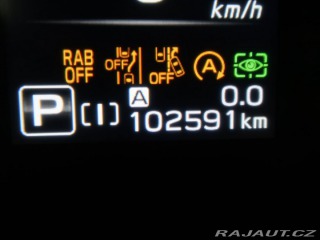 km/h
RAB
OFF
OFF
OFF
A
A
0.0
P
[I]
102591km
RAJAUT.CZ